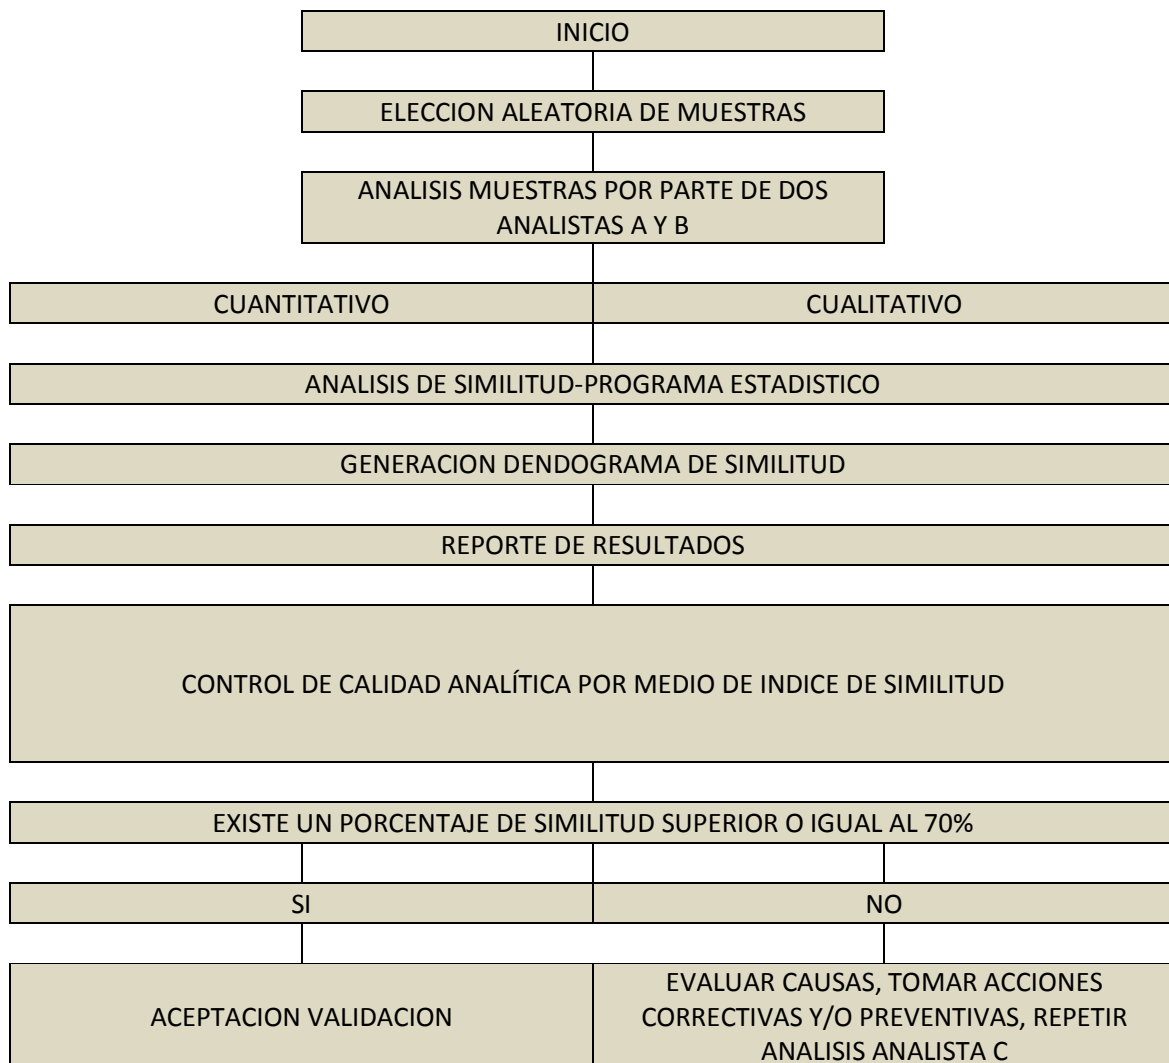 INICIO
ELECCION ALEATORIA DE MUESTRAS
ANALISIS MUESTRAS POR PARTE DE DOS
ANALISTAS A Y B
CUANTITATIVO
CUALITATIVO
ANALISIS DE SIMILITUD-PROGRAMA ESTADISTICO
GENERACION DENDOGRAMA DE SIMILITUD
REPORTE DE RESULTADOS
CONTROL DE CALIDAD ANALÍTICA POR MEDIO DE INDICE DE SIMILITUD
EXISTE UN PORCENTAJE DE SIMILITUD SUPERIOR O IGUAL AL 70%
SI
NO
ACEPTACION VALIDACION
EVALUAR CAUSAS, TOMAR ACCIONES
CORRECTIVAS Y/O PREVENTIVAS, REPETIR
ANALISIS ANALISTA C